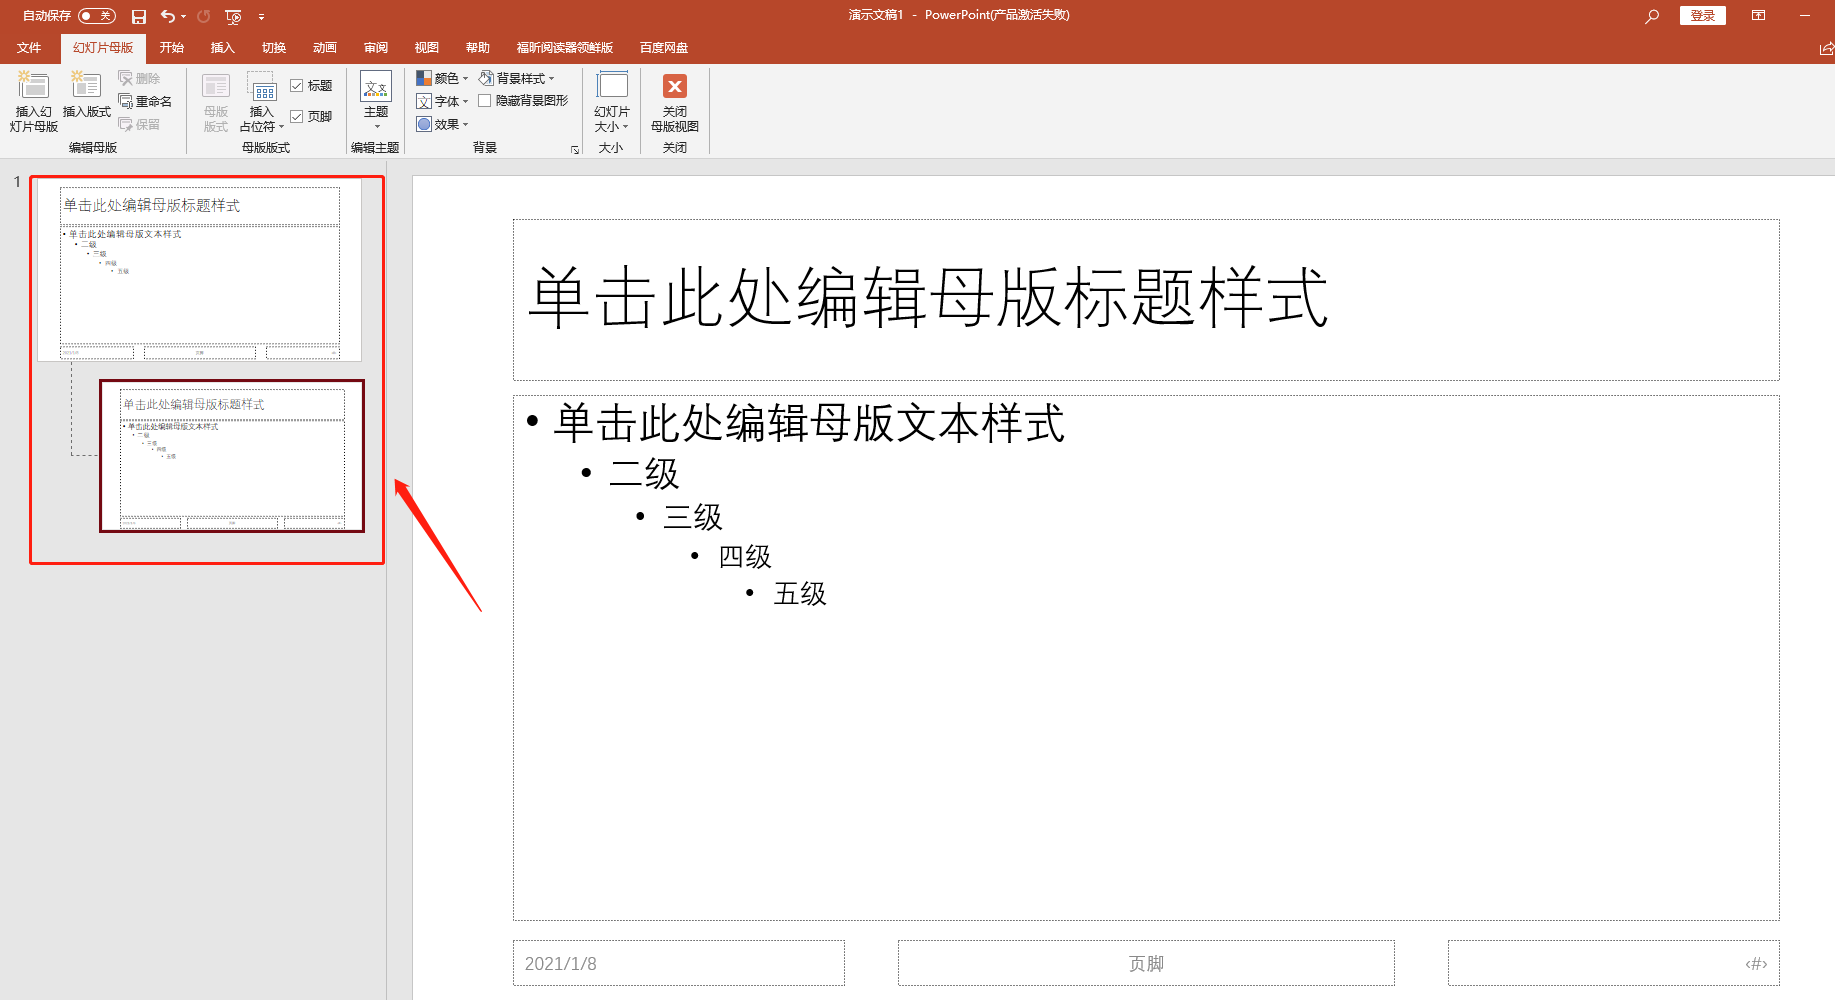 自动保存 关
演示文稿1 - PowerPoint(产品激活失败)
登录
文件 幻灯片母版 开始 插入 切换 动画 审阅 视图 帮助 福昕阅读器领鲜版 百度网盘
插入幻灯片母版
插入版式
删除
重命名
保留
编辑母版
母版版式
插入占位符
标题
页脚
母版版式
文文
主题
编辑主题
颜色
文 字体
效果
背景样式
隐藏背景图形
背景
幻灯片大小
大小
关闭母版视图
关闭
1
单击此处编辑母版标题样式
• 单击此处编辑母版文本样式
• 二级
• 三级
• 四级
• 五级
2021/1/8 页脚 ‹#›
单击此处编辑母版标题样式
• 单击此处编辑母版文本样式
• 二级
• 三级
• 四级
• 五级
单击此处编辑母版标题样式
• 单击此处编辑母版文本样式
• 二级
• 三级
• 四级
• 五级
2021/1/8 页脚 ‹#›